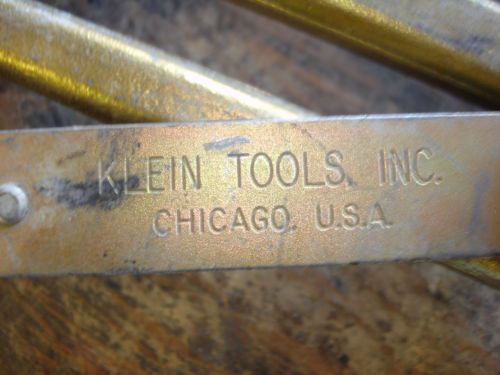 KLEIN TOOLS, INC.
CHICAGO, U.S.A.